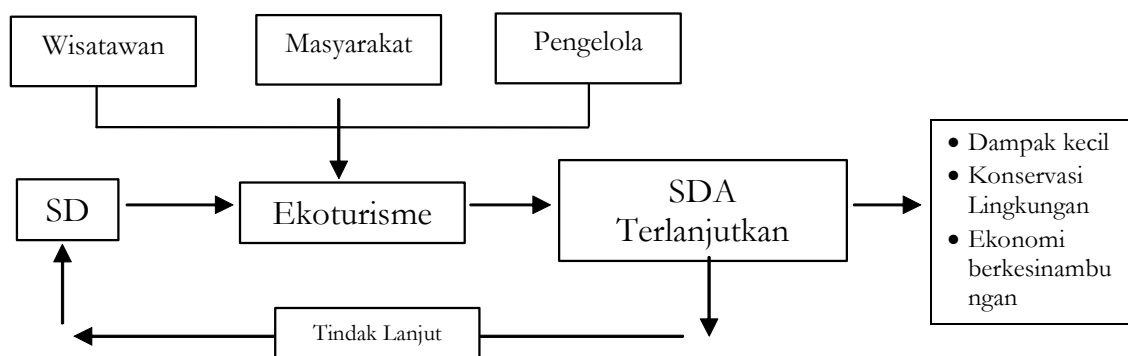 Wisatawan
Masyarakat
Pengelola
SD
Ekoturisme
SDA
Terlanjutkan
• Dampak kecil
• Konservasi
Lingkungan
• Ekonomi
berkesinambu
ngan
Tindak Lanjut